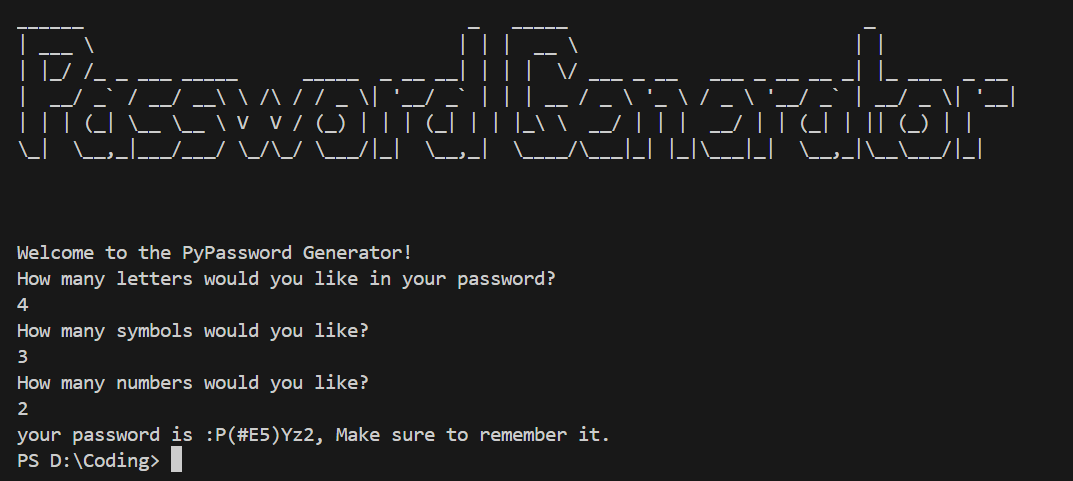 Password Generator
Welcome to the PyPassword Generator!
How many letters would you like in your password?
4
How many symbols would you like?
3
How many numbers would you like?
2
your password is :P(#E5)Yz2, Make sure to remember it.
PS D:\Coding>